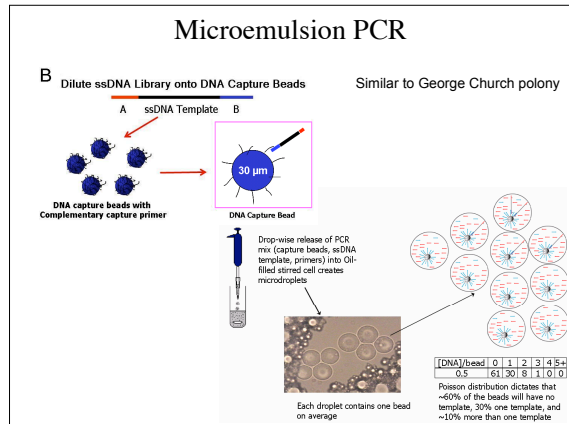 Microemulsion PCR
B
Dilute ssDNA Library onto DNA Capture Beads
Similar to George Church polony
A ssDNA Template B
30 µm
DNA capture beads with
Complementary capture primer
DNA Capture Bead
Drop-wise release of PCR
mix (capture beads, ssDNA
template, primers) into Oil-
filled stirred cell creates
microdroplets
Each droplet contains one bead
on average
[DNA]/bead 0 1 2 3 4 5+
0.5 61 30 8 1 0 0
Poisson distribution dictates that
~60% of the beads will have no
template, 30% one template, and
~10% more than one template